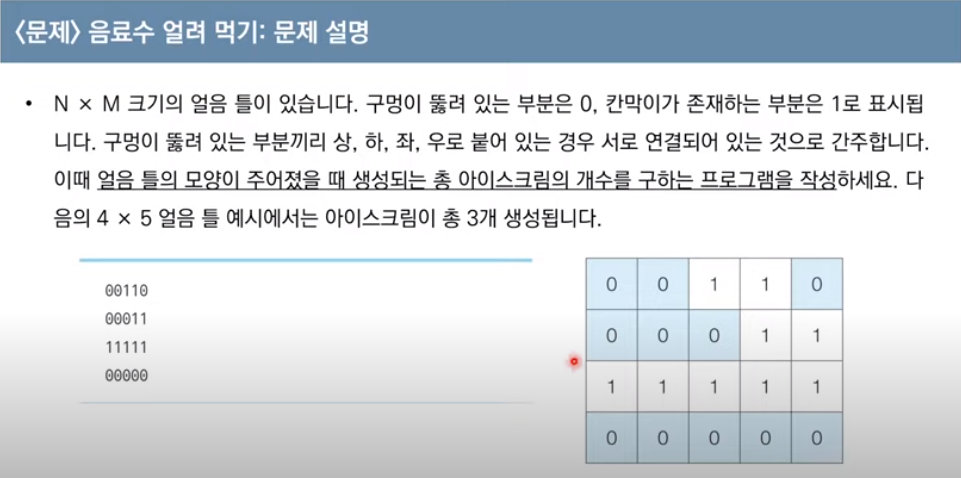 <문제> 음료수 얼려 먹기: 문제 설명
• N × M 크기의 얼음 틀이 있습니다. 구멍이 뚫려 있는 부분은 0, 칸막이가 존재하는 부분은 1로 표시됩
니다. 구멍이 뚫려 있는 부분끼리 상, 하, 좌, 우로 붙어 있는 경우 서로 연결되어 있는 것으로 간주합니다.
이때 얼음 틀의 모양이 주어졌을 때 생성되는 총 아이스크림의 개수를 구하는 프로그램을 작성하세요. 다
음의 4 × 5 얼음 틀 예시에서는 아이스크림이 총 3개 생성됩니다.
00110
00011
11111
00000
0 0 1 1 0
0 0 0 1 1
1 1 1 1 1
0 0 0 0 0